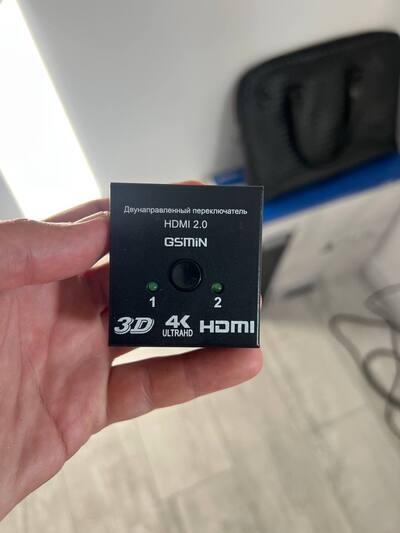 Двунаправленный переключатель
HDMI 2.0
GSMIN
1 2
3D 4K HDMI
ULTRAHD